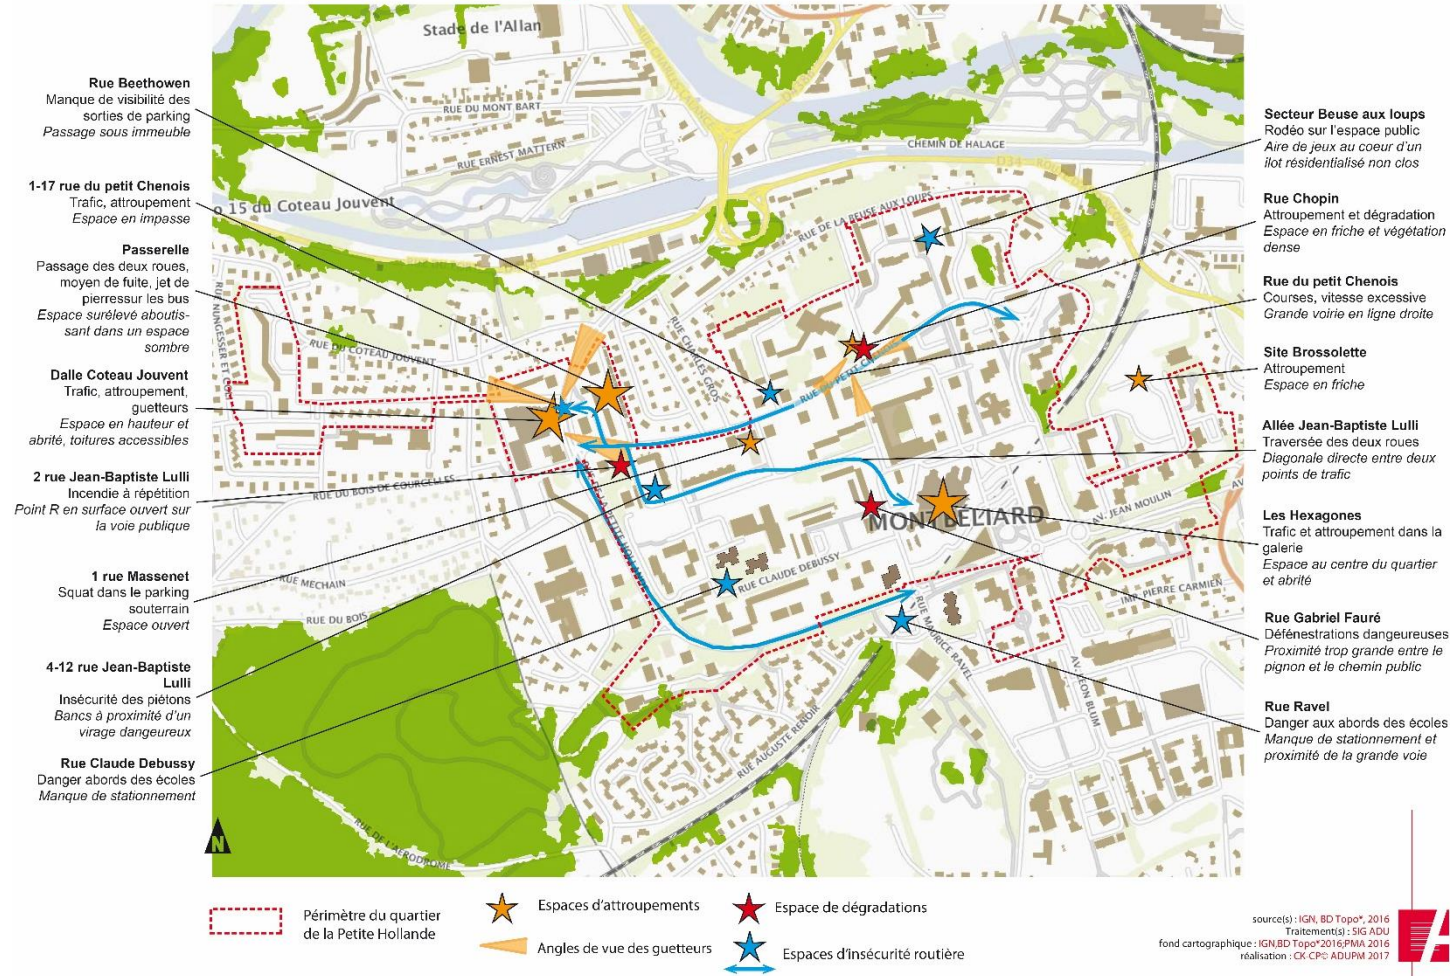 Stade de l'Allan
RUE DU MONT BART
RUE ERNEST MATTERN
CHEMIN DE HALAGE
o 15 du Coteau Jouvent
RUE DE LA BEUSE AUX LOUPS
RUE NUNGESSER ET COLI
RUE DU COTEAU JOUVENT
RUE CHARLES GROS
RUE DU PETIT CH
RUE DU BOIS DE COURCELLES
LA PETITE HOLLANDE
MONTBÉLIARD
AV. JEAN MOULIN
AV
RUE MECHAIN
RUE CLAUDE DEBUSSY
IMP. PIERRE CARMIEN
RUE DU BOIS
RUE MAURICE RAVEL
AV. LÉON BLUM
RUE AUGUSTE RENOIR
RUE DE L'AÉRODROME
N
Rue Beethowen
Manque de visibilité des
sorties de parking
Passage sous immeuble
1-17 rue du petit Chenois
Trafic, attroupement
Espace en impasse
Passerelle
Passage des deux roues,
moyen de fuite, jet de
pierressur les bus
Espace surélevé aboutis-
sant dans un espace
sombre
Dalle Coteau Jouvent
Trafic, attroupement,
guetteurs
Espace en hauteur et
abrité, toitures accessibles
2 rue Jean-Baptiste Lulli
Incendie à répétition
Point R en surface ouvert sur
la voie publique
1 rue Massenet
Squat dans le parking
souterrain
Espace ouvert
4-12 rue Jean-Baptiste
Lulli
Insécurité des piétons
Bancs à proximité d'un
virage dangeureux
Rue Claude Debussy
Danger abords des écoles
Manque de stationnement
Secteur Beuse aux loups
Rodéo sur l'espace public
Aire de jeux au coeur d'un
ilot résidentialisé non clos
Rue Chopin
Attroupement et dégradation
Espace en friche et végétation
dense
Rue du petit Chenois
Courses, vitesse excessive
Grande voirie en ligne droite
Site Brossolette
Attroupement
Espace en friche
Allée Jean-Baptiste Lulli
Traversée des deux roues
Diagonale directe entre deux
points de trafic
Les Hexagones
Trafic et attroupement dans la
galerie
Espace au centre du quartier
et abrité
Rue Gabriel Fauré
Défénestrations dangeureuses
Proximité trop grande entre le
pignon et le chemin public
Rue Ravel
Danger aux abords des écoles
Manque de stationnement et
proximité de la grande voie
Périmètre du quartier
de la Petite Hollande
Espaces d'attroupements
Angles de vue des guetteurs
Espace de dégradations
Espaces d'insécurité routière
source(s) : IGN, BD Topo®, 2016
Traitement(s) : SIG ADU
fond cartographique : IGN,BD Topo®2016;PMA 2016
réalisation : CK-CP© ADUPM 2017